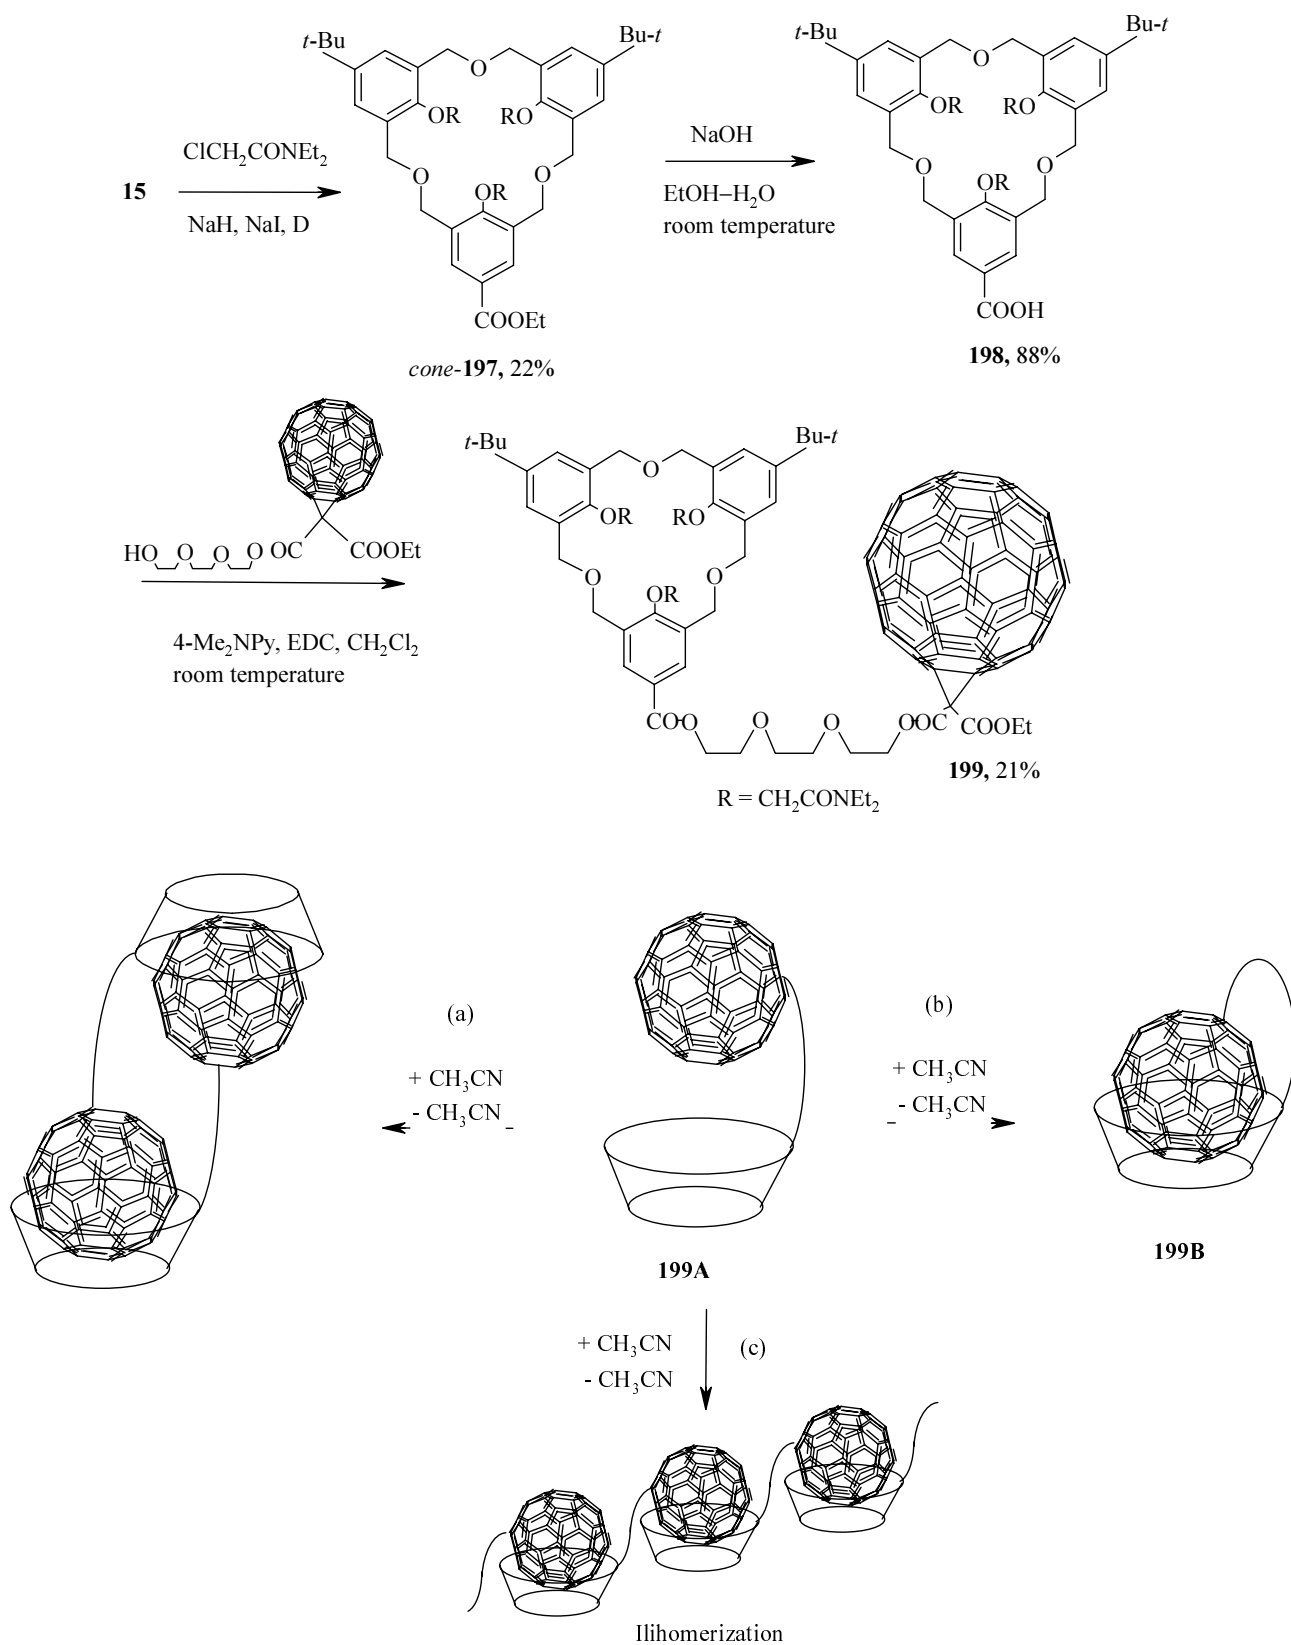 t-Bu
Bu-t
O
OR
RO
O
O
OR
COOEt
cone-197, 22%
15
ClCH2CONEt2
NaH, NaI, D
NaOH
EtOH–H2O
room temperature
t-Bu
Bu-t
O
OR
RO
O
O
OR
COOH
198, 88%
HO
O
O
O
OC
COOEt
4-Me2NPy, EDC, CH2Cl2
room temperature
t-Bu
Bu-t
O
OR
RO
O
O
OR
CO
O
O
O
OOC
COOEt
199, 21%
R = CH2CONEt2
(a)
+ CH3CN
- CH3CN
(b)
+ CH3CN
- CH3CN
199A
199B
+ CH3CN
- CH3CN
(c)
Ilihomerization